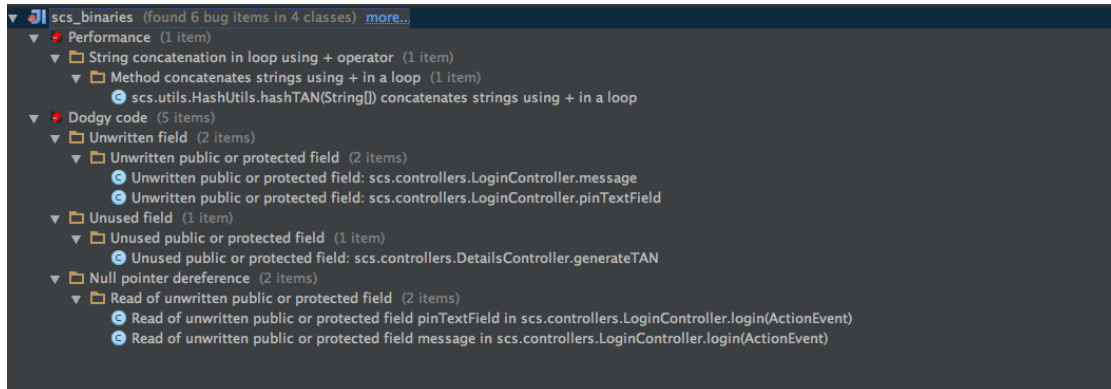 scs_binaries (found 6 bug items in 4 classes) more...
Performance (1 item)
String concatenation in loop using + operator (1 item)
Method concatenates strings using + in a loop (1 item)
scs.utils.HashUtils.hashTAN(String[]) concatenates strings using + in a loop
Dodgy code (5 items)
Unwritten field (2 items)
Unwritten public or protected field (2 items)
Unwritten public or protected field: scs.controllers.LoginController.message
Unwritten public or protected field: scs.controllers.LoginController.pinTextField
Unused field (1 item)
Unused public or protected field (1 item)
Unused public or protected field: scs.controllers.DetailsController.generateTAN
Null pointer dereference (2 items)
Read of unwritten public or protected field (2 items)
Read of unwritten public or protected field pinTextField in scs.controllers.LoginController.login(ActionEvent)
Read of unwritten public or protected field message in scs.controllers.LoginController.login(ActionEvent)